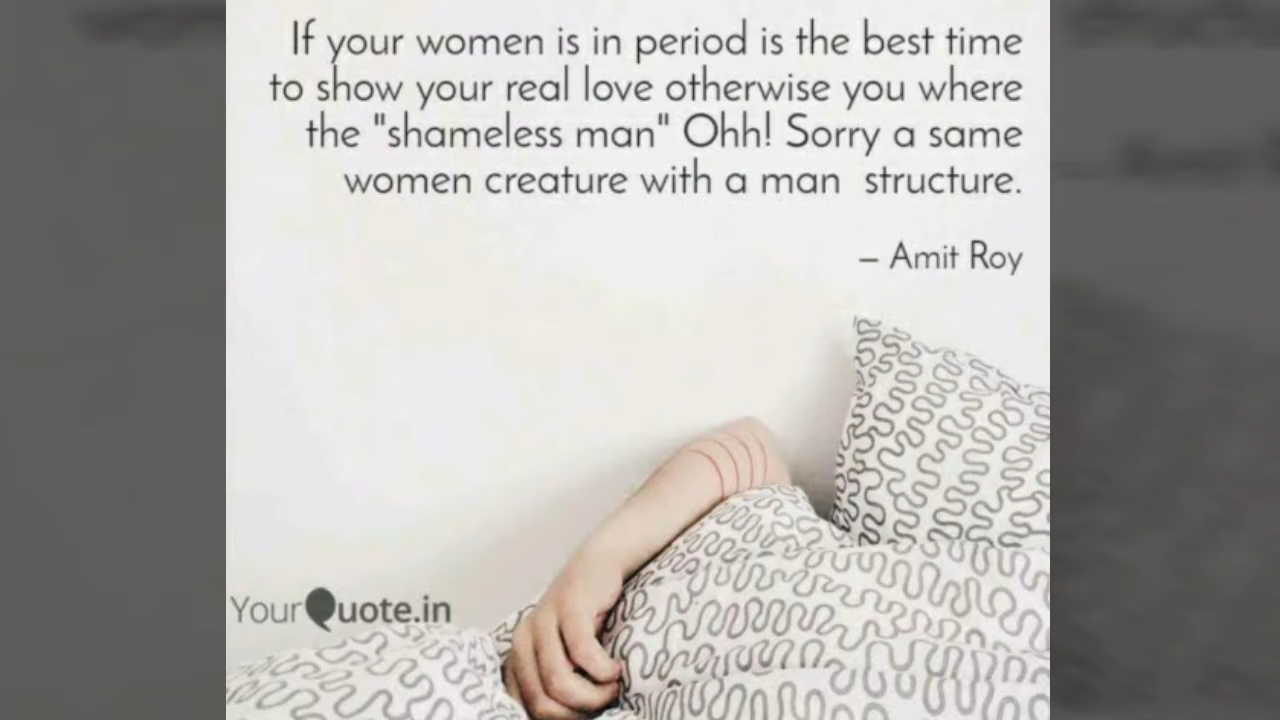 If your women is in period is the best time
to show your real love otherwise you where
the "shameless man" Ohh! Sorry a same
women creature with a man structure.
– Amit Roy
YourQuote.in